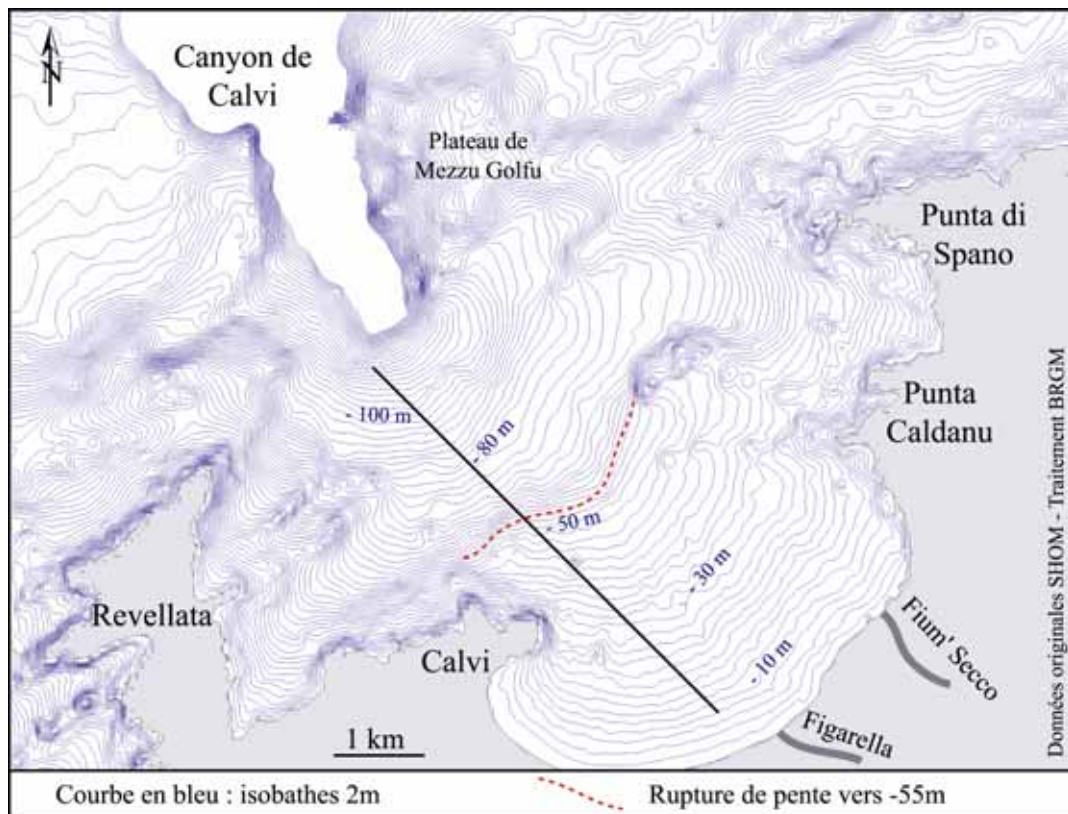 N
Canyon de
Calvi
Plateau de
Mezzu Golfu
Punta di
Spano
Punta
Caldanu
- 100 m
- 80 m
- 50 m
- 30 m
- 10 m
Revellata
Calvi
Fium' Secco
Figarella
1 km
Données originales SHOM - Traitement BRGM
Courbe en bleu : isobathes 2m
Rupture de pente vers -55m